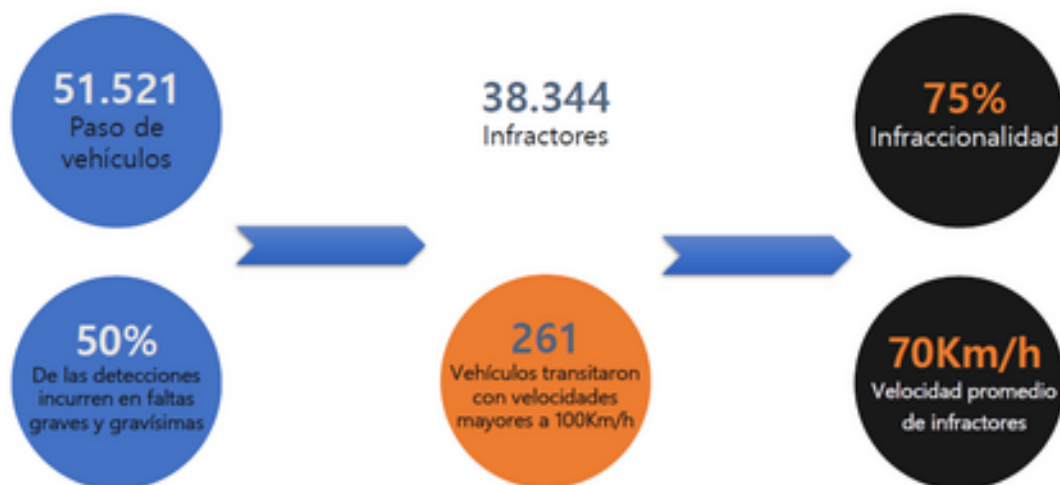 51.521
Paso de
vehículos
38.344
Infractores
75%
Infraccionalidad
50%
De las detecciones
incurren en faltas
graves y gravísimas
261
Vehículos transitaron
con velocidades
mayores a 100Km/h
70Km/h
Velocidad promedio
de infractores